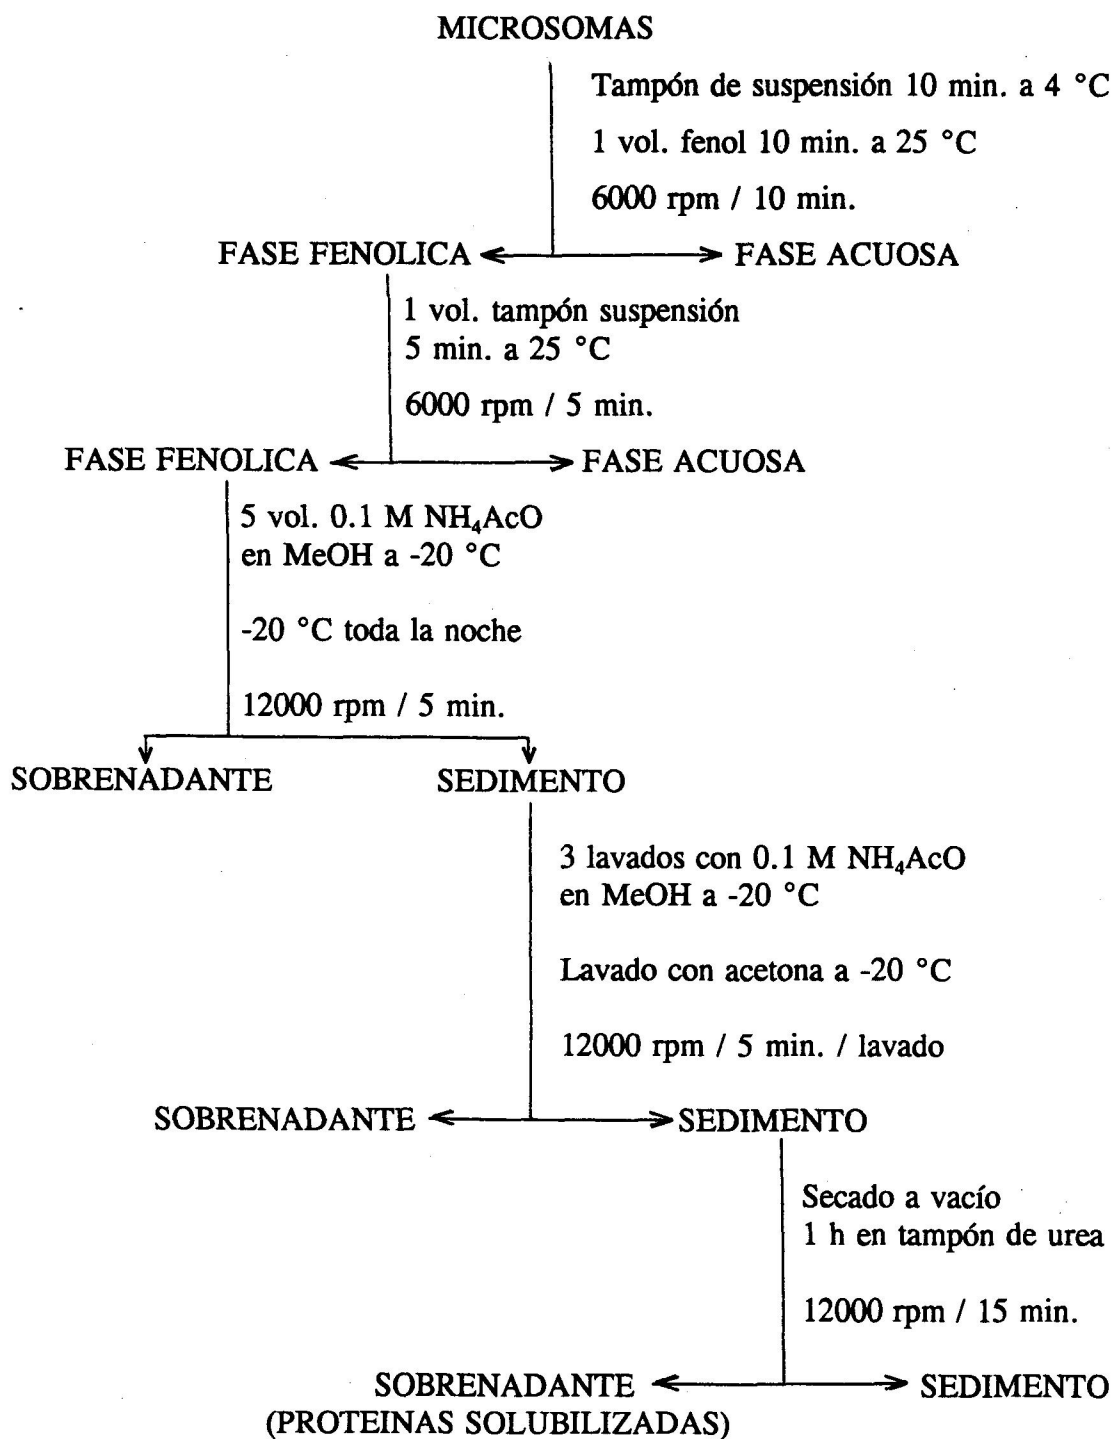 MICROSOMAS
Tampón de suspensión 10 min. a 4 °C
1 vol. fenol 10 min. a 25 °C
6000 rpm / 10 min.
FASE FENOLICA
FASE ACUOSA
1 vol. tampón suspensión
5 min. a 25 °C
6000 rpm / 5 min.
FASE FENOLICA
FASE ACUOSA
5 vol. 0.1 M NH₄AcO
en MeOH a -20 °C
-20 °C toda la noche
12000 rpm / 5 min.
SOBRENADANTE
SEDIMENTO
3 lavados con 0.1 M NH₄AcO
en MeOH a -20 °C
Lavado con acetona a -20 °C
12000 rpm / 5 min. / lavado
SOBRENADANTE
SEDIMENTO
Secado a vacío
1 h en tampón de urea
12000 rpm / 15 min.
SOBRENADANTE
SEDIMENTO
(PROTEINAS SOLUBILIZADAS)